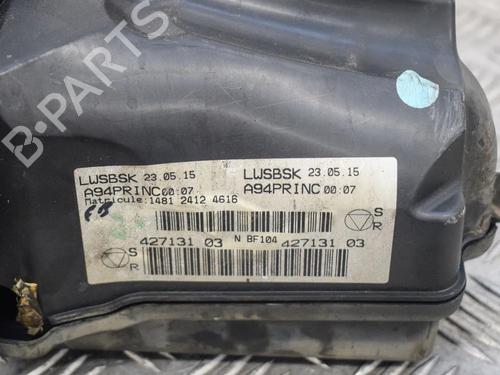 B-PARTS
LWSBSK 23.05.15 LWSBSK 23.05.15
A94PRINC 00:07 A94PRINC 00:07
Matricule:1481 2412 4616
S 427131 03 N BF104 427131 03 S
R R